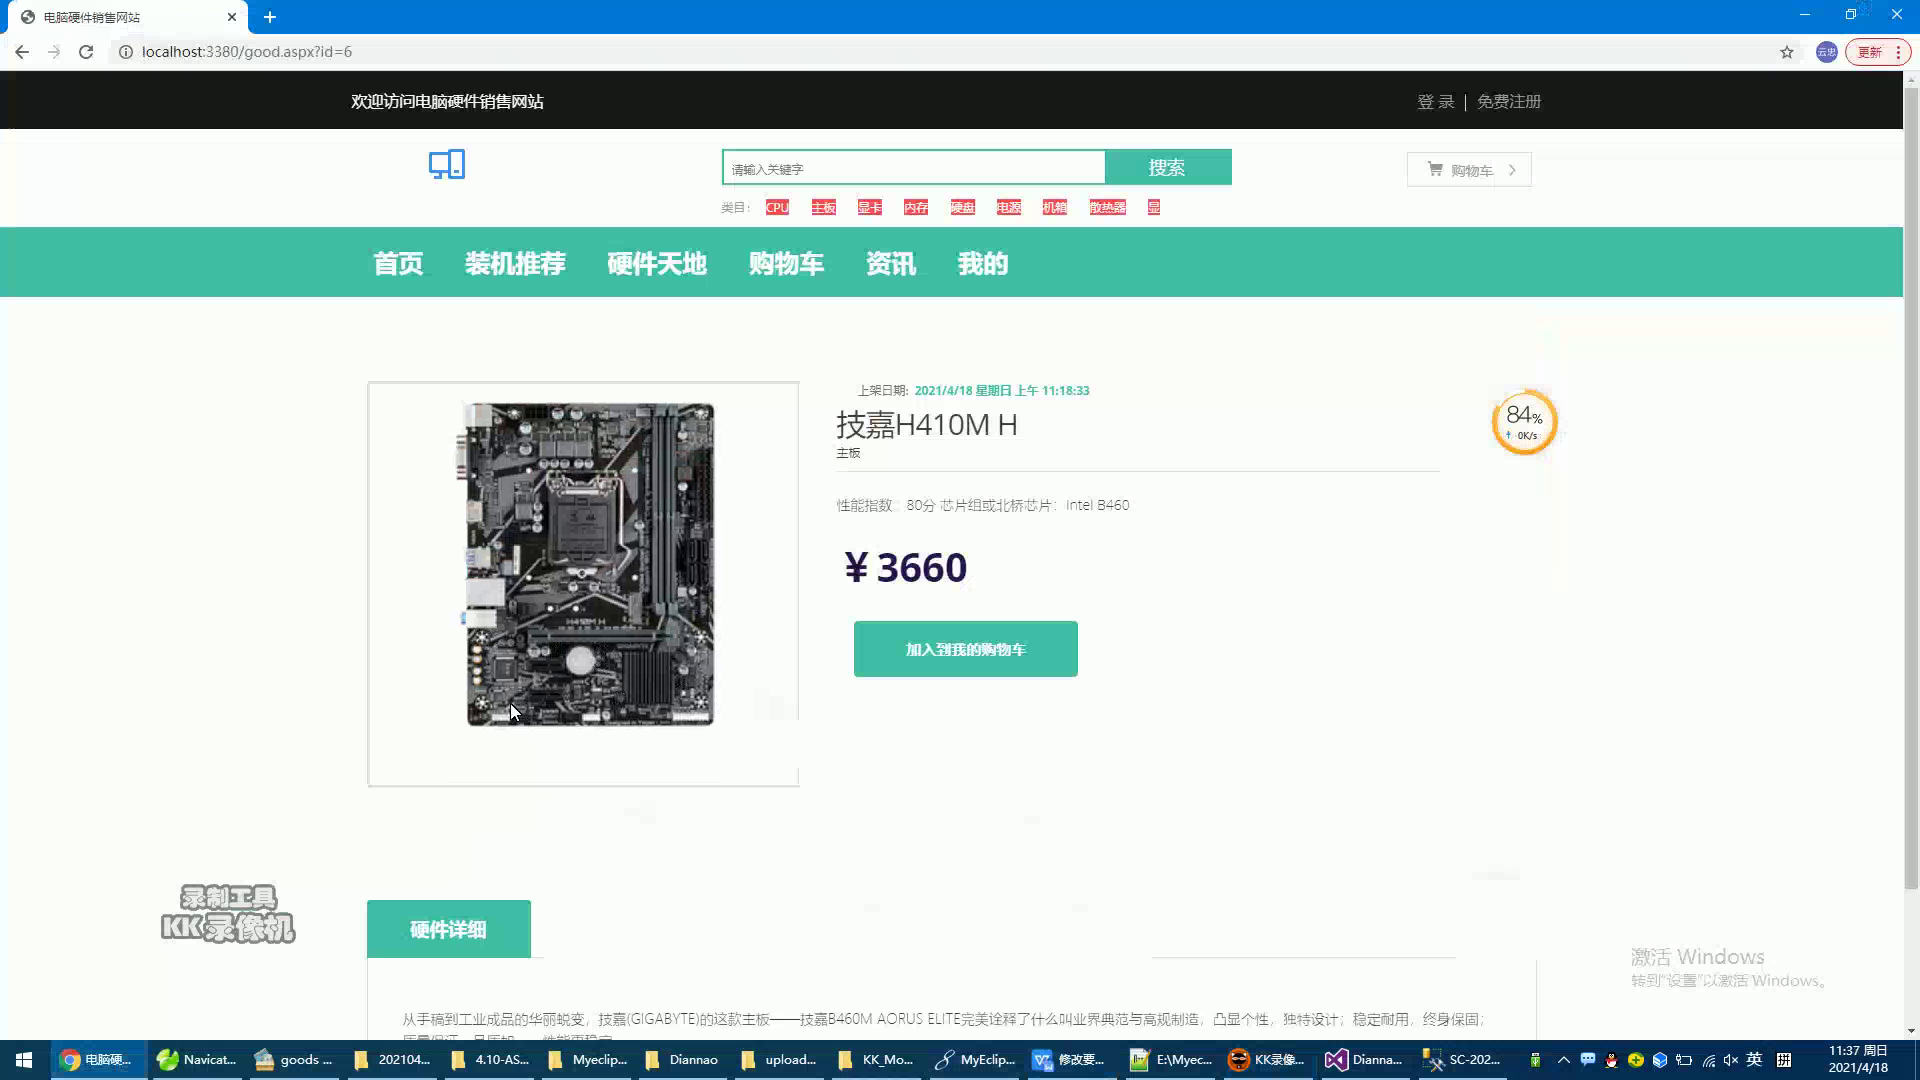 电脑硬件销售网站
localhost:3380/good.aspx?id=6
云忠
更新
欢迎访问电脑硬件销售网站
登 录 | 免费注册
请输入关键字
搜索
购物车
类目: CPU 主板 显卡 内存 硬盘 电源 机箱 散热器 显
首页 装机推荐 硬件天地 购物车 资讯 我的
上架日期: 2021/4/18 星期日 上午 11:18:33
技嘉H410M H
主板
84%
0K/s
性能指数: 80分 芯片组或北桥芯片: Intel B460
¥ 3660
加入到我的购物车
H410M H
录制工具
KK录像机
硬件详细
激活 Windows
转到"设置"以激活 Windows。
从手稿到工业成品的华丽蜕变，技嘉(GIGABYTE)的这款主板——技嘉B460M AORUS ELITE完美诠释了什么叫业界典范与高规制造，凸显个性，独特设计；稳定耐用，终身保固；
电脑硬... Navicat... goods ... 202104... 4.10-AS... Myeclip... Diannao upload... KK_Mo... MyEclip... 修改要... E:\Myec... KK录像... Dianna... SC-202... 英 拼
11:37 周日
2021/4/18